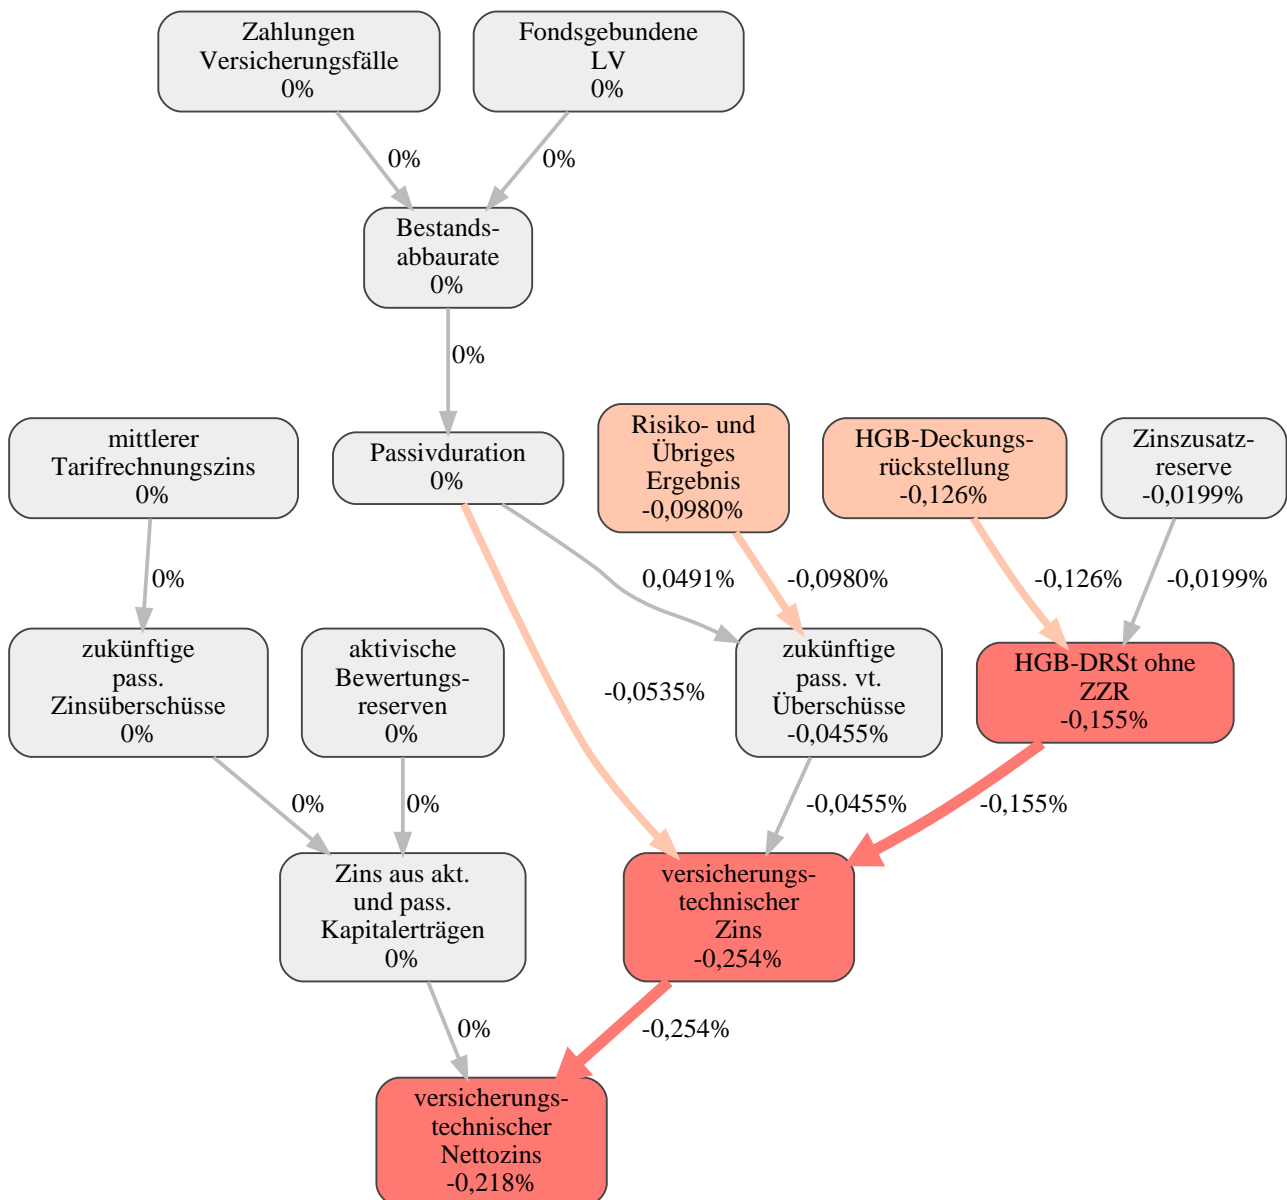 Zahlungen
Versicherungsfälle
0%
Fondsgebundene
LV
0%
0%
0%
Bestands-
abbaurate
0%
0%
mittlerer
Tarifrechnungszins
0%
Passivduration
0%
Risiko- und
Übriges
Ergebnis
-0,0980%
HGB-Deckungs-
rückstellung
-0,126%
Zinszusatz-
reserve
-0,0199%
0%
0,0491%
-0,0980%
-0,126%
-0,0199%
zukünftige
pass.
Zinsüberschüsse
0%
aktivische
Bewertungs-
reserven
0%
-0,0535%
zukünftige
pass. vt.
Überschüsse
-0,0455%
HGB-DRSt ohne
ZZR
-0,155%
0%
0%
-0,0455%
-0,155%
Zins aus akt.
und pass.
Kapitalerträgen
0%
versicherungs-
technischer
Zins
-0,254%
0%
-0,254%
versicherungs-
technischer
Nettozins
-0,218%